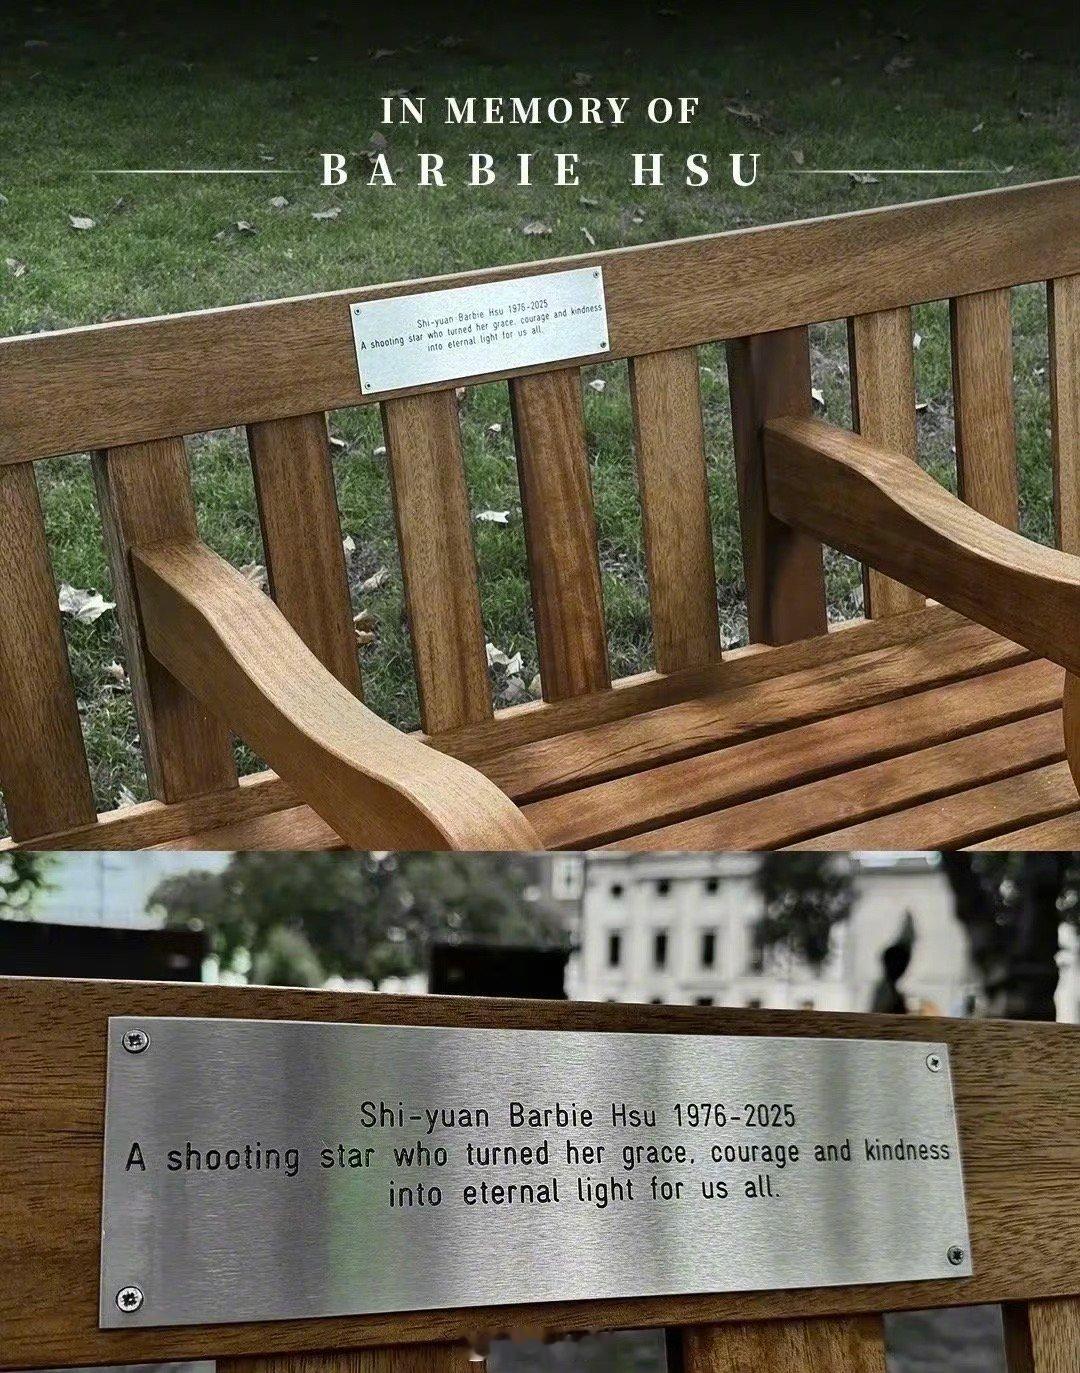 IN MEMORY OF
BARBIE HSU
Shi-yuan Barbie Hsu 1976-2025
A shooting star who turned her grace, courage and kindness
into eternal light for us all.
Shi-yuan Barbie Hsu 1976-2025
A shooting star who turned her grace, courage and kindness
into eternal light for us all.